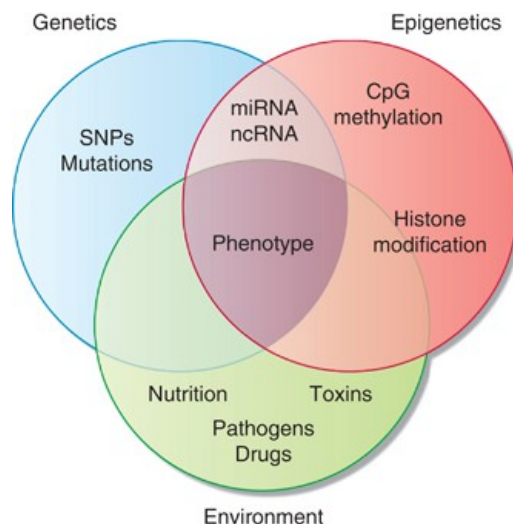 Genetics
Epigenetics
miRNA
ncRNA
CpG
methylation
SNPs
Mutations
Histone
modification
Phenotype
Nutrition
Toxins
Pathogens
Drugs
Environment